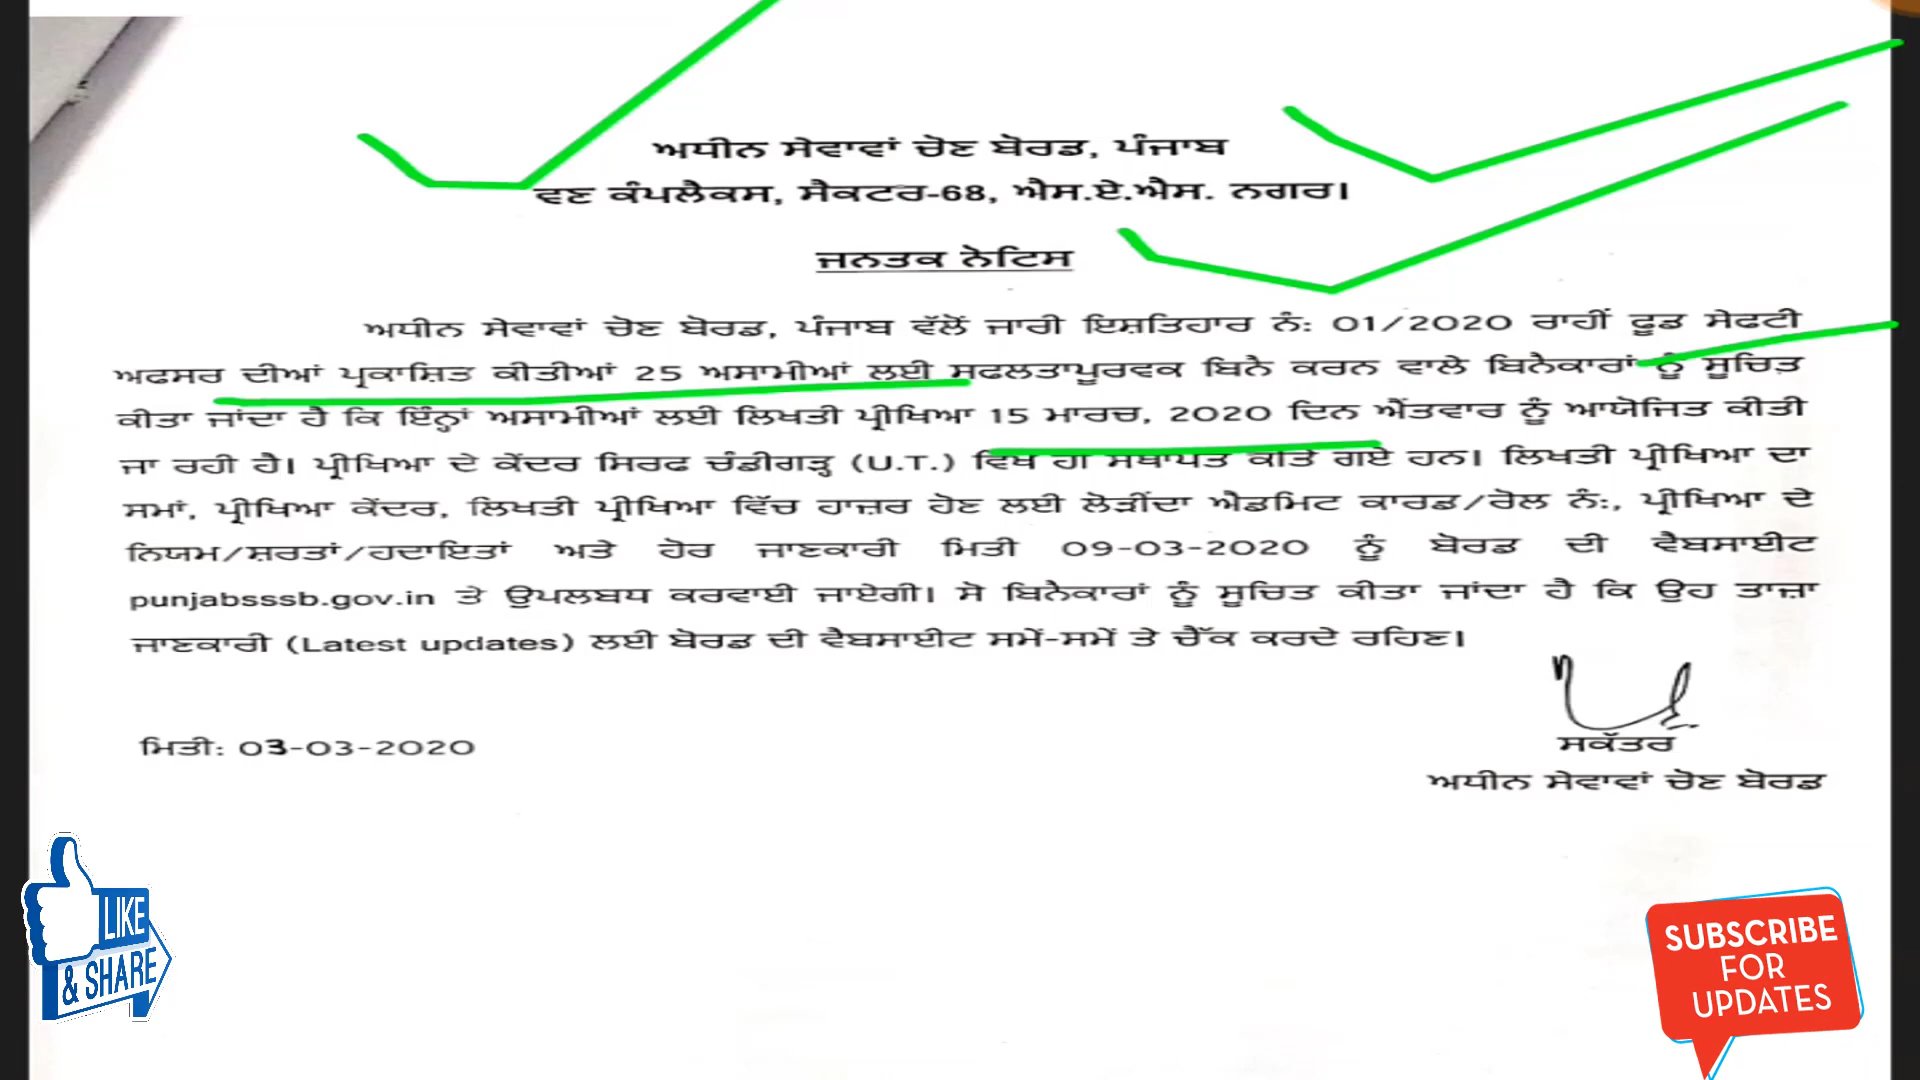 ਅਧੀਨ ਸੇਵਾਵਾਂ ਚੋਣ ਬੋਰਡ, ਪੰਜਾਬ
ਵਣ ਕੰਪਲੈਕਸ, ਸੈਕਟਰ-68, ਐਸ.ਏ.ਐਸ. ਨਗਰ।
ਜਨਤਕ ਨੋਟਿਸ
ਅਧੀਨ ਸੇਵਾਵਾਂ ਚੋਣ ਬੋਰਡ, ਪੰਜਾਬ ਵੱਲੋਂ ਜਾਰੀ ਇਸ਼ਤਿਹਾਰ ਨੰ: 01/2020 ਰਾਹੀਂ ਫੂਡ ਸੇਫਟੀ
ਅਫਸਰ ਦੀਆਂ ਪ੍ਰਕਾਸ਼ਿਤ ਕੀਤੀਆਂ 25 ਅਸਾਮੀਆਂ ਲਈ ਸਫਲਤਾਪੂਰਵਕ ਬਿਨੈ ਕਰਨ ਵਾਲੇ ਬਿਨੈਕਾਰਾਂ ਨੂੰ ਸੂਚਿਤ
ਕੀਤਾ ਜਾਂਦਾ ਹੈ ਕਿ ਇੰਨ੍ਹਾਂ ਅਸਾਮੀਆਂ ਲਈ ਲਿਖਤੀ ਪ੍ਰੀਖਿਆ 15 ਮਾਰਚ, 2020 ਦਿਨ ਐਤਵਾਰ ਨੂੰ ਆਯੋਜਿਤ ਕੀਤੀ
ਜਾ ਰਹੀ ਹੈ। ਪ੍ਰੀਖਿਆ ਦੇ ਕੇਂਦਰ ਸਿਰਫ ਚੰਡੀਗੜ੍ਹ (U.T.) ਵਿਖੇ ਹੀ ਸਥਾਪਤ ਕੀਤੇ ਗਏ ਹਨ। ਲਿਖਤੀ ਪ੍ਰੀਖਿਆ ਦਾ
ਸਮਾਂ, ਪ੍ਰੀਖਿਆ ਕੇਂਦਰ, ਲਿਖਤੀ ਪ੍ਰੀਖਿਆ ਵਿੱਚ ਹਾਜ਼ਰ ਹੋਣ ਲਈ ਲੋੜੀਂਦਾ ਐਡਮਿਟ ਕਾਰਡ/ਰੋਲ ਨੰ:, ਪ੍ਰੀਖਿਆ ਦੇ
ਨਿਯਮ/ਸ਼ਰਤਾਂ/ਹਦਾਇਤਾਂ ਅਤੇ ਹੋਰ ਜਾਣਕਾਰੀ ਮਿਤੀ 09-03-2020 ਨੂੰ ਬੋਰਡ ਦੀ ਵੈਬਸਾਈਟ
punjabsssb.gov.in ਤੇ ਉਪਲਬਧ ਕਰਵਾਈ ਜਾਏਗੀ। ਸੋ ਬਿਨੈਕਾਰਾਂ ਨੂੰ ਸੂਚਿਤ ਕੀਤਾ ਜਾਂਦਾ ਹੈ ਕਿ ਉਹ ਤਾਜ਼ਾ
ਜਾਣਕਾਰੀ (Latest updates) ਲਈ ਬੋਰਡ ਦੀ ਵੈਬਸਾਈਟ ਸਮੇਂ-ਸਮੇਂ ਤੇ ਚੈੱਕ ਕਰਦੇ ਰਹਿਣ।
ਮਿਤੀ: 03-03-2020
ਸਕੱਤਰ
ਅਧੀਨ ਸੇਵਾਵਾਂ ਚੋਣ ਬੋਰਡ
LIKE
& SHARE
SUBSCRIBE
FOR
UPDATES